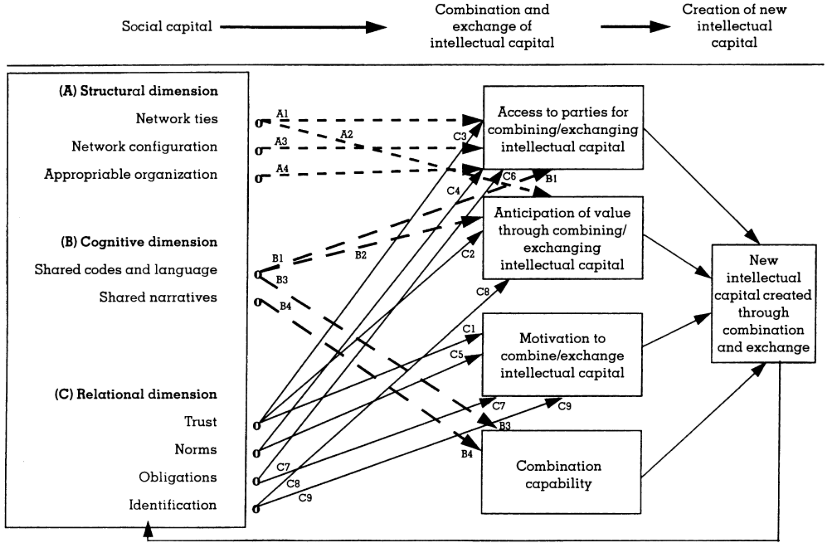 Social capital
Combination and
exchange of
intellectual capital
Creation of new
intellectual
capital
(A) Structural dimension
Network ties
Network configuration
Appropriable organization
(B) Cognitive dimension
Shared codes and language
Shared narratives
(C) Relational dimension
Trust
Norms
Obligations
Identification
A1
A2
A3
A4
B1
B2
B3
B4
C7
C8
C9
C3
C4
C6
B1
C2
C8
C1
C5
C7
C9
B3
B4
Access to parties for
combining/exchanging
intellectual capital
Anticipation of value
through combining/
exchanging
intellectual capital
Motivation to
combine/exchange
intellectual capital
Combination
capability
New
intellectual
capital created
through
combination
and exchange